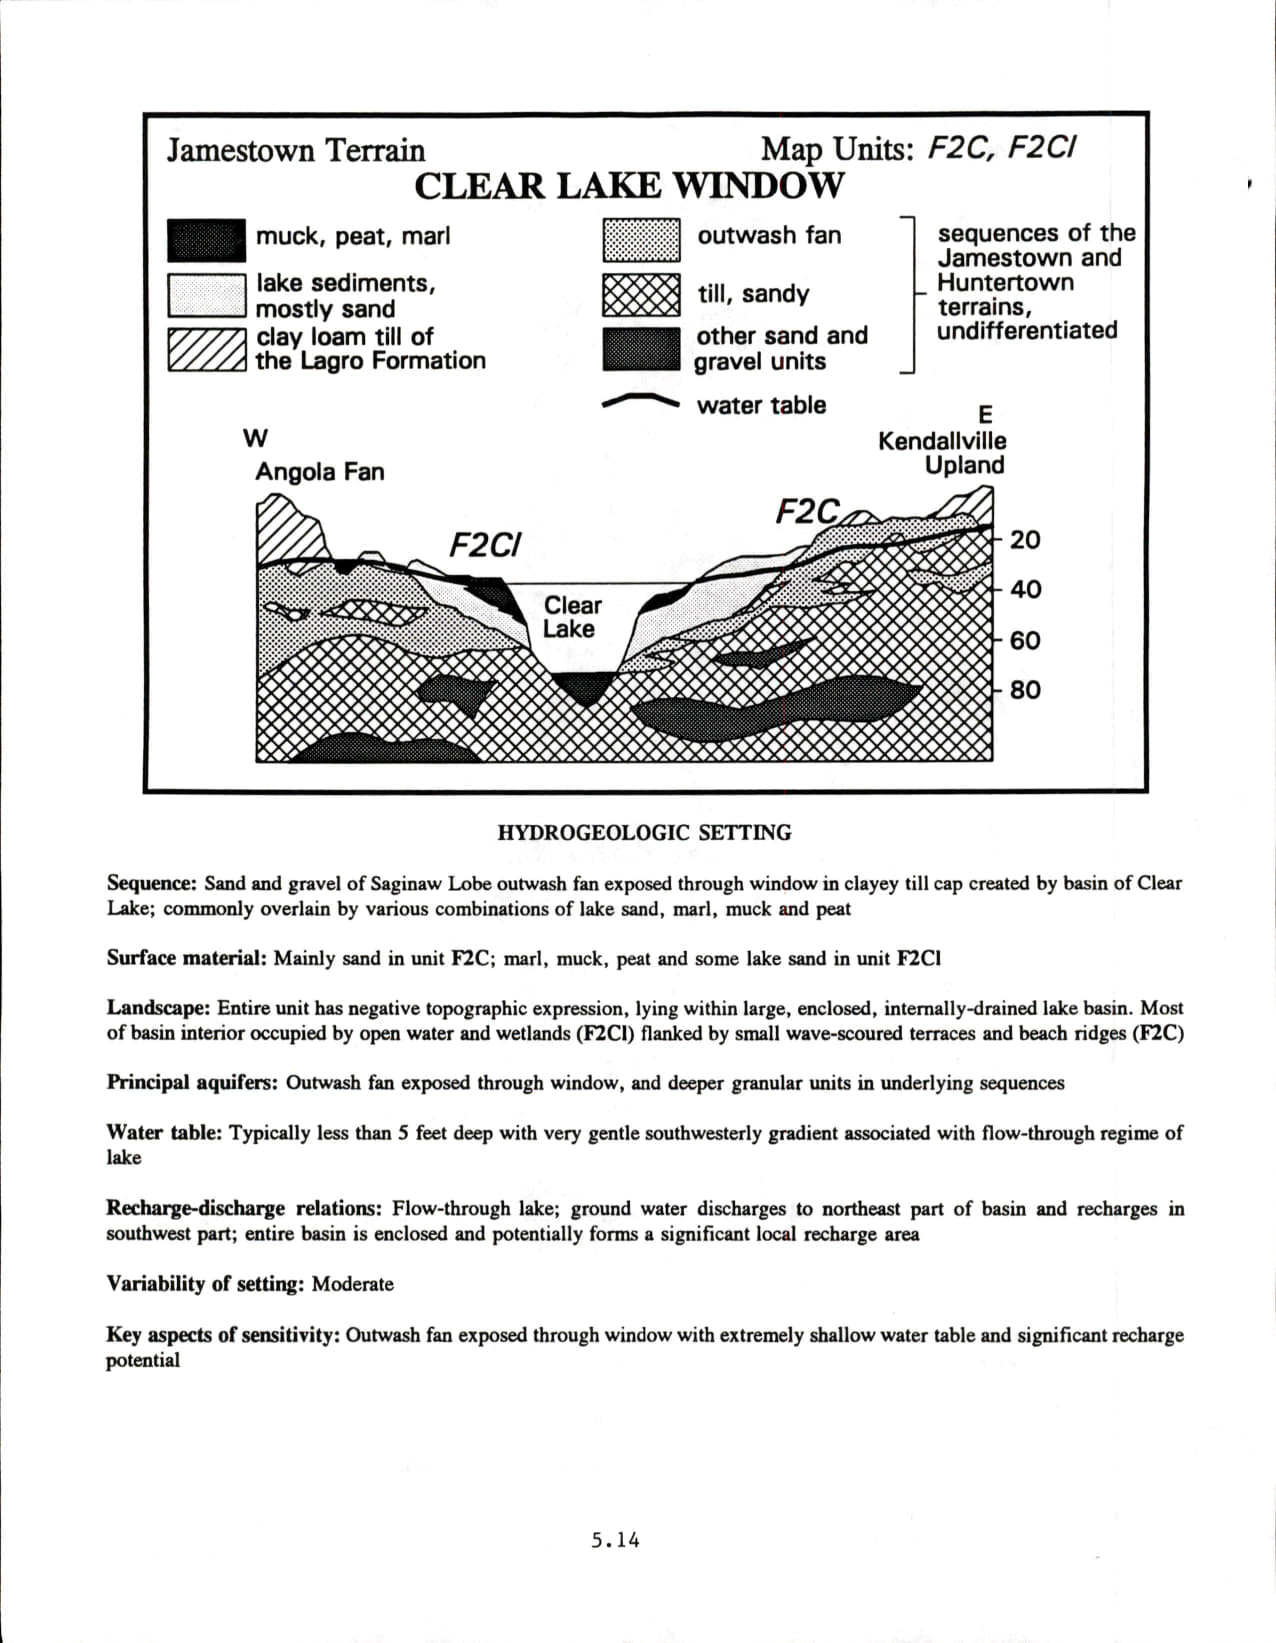 Jamestown Terrain
Map Units: F2C, F2Cl
CLEAR LAKE WINDOW
muck, peat, marl
lake sediments,
mostly sand
clay loam till of
the Lagro Formation
outwash fan
till, sandy
other sand and
gravel units
water table
sequences of the
Jamestown and
Huntertown
terrains,
undifferentiated
W
Angola Fan
E
Kendallville
Upland
F2Cl
F2C
Clear
Lake
20
40
60
80
HYDROGEOLOGIC SETTING
Sequence: Sand and gravel of Saginaw Lobe outwash fan exposed through window in clayey till cap created by basin of Clear
Lake; commonly overlain by various combinations of lake sand, marl, muck and peat
Surface material: Mainly sand in unit F2C; marl, muck, peat and some lake sand in unit F2Cl
Landscape: Entire unit has negative topographic expression, lying within large, enclosed, internally-drained lake basin. Most
of basin interior occupied by open water and wetlands (F2Cl) flanked by small wave-scoured terraces and beach ridges (F2C)
Principal aquifers: Outwash fan exposed through window, and deeper granular units in underlying sequences
Water table: Typically less than 5 feet deep with very gentle southwesterly gradient associated with flow-through regime of
lake
Recharge-discharge relations: Flow-through lake; ground water discharges to northeast part of basin and recharges in
southwest part; entire basin is enclosed and potentially forms a significant local recharge area
Variability of setting: Moderate
Key aspects of sensitivity: Outwash fan exposed through window with extremely shallow water table and significant recharge
potential
5.14